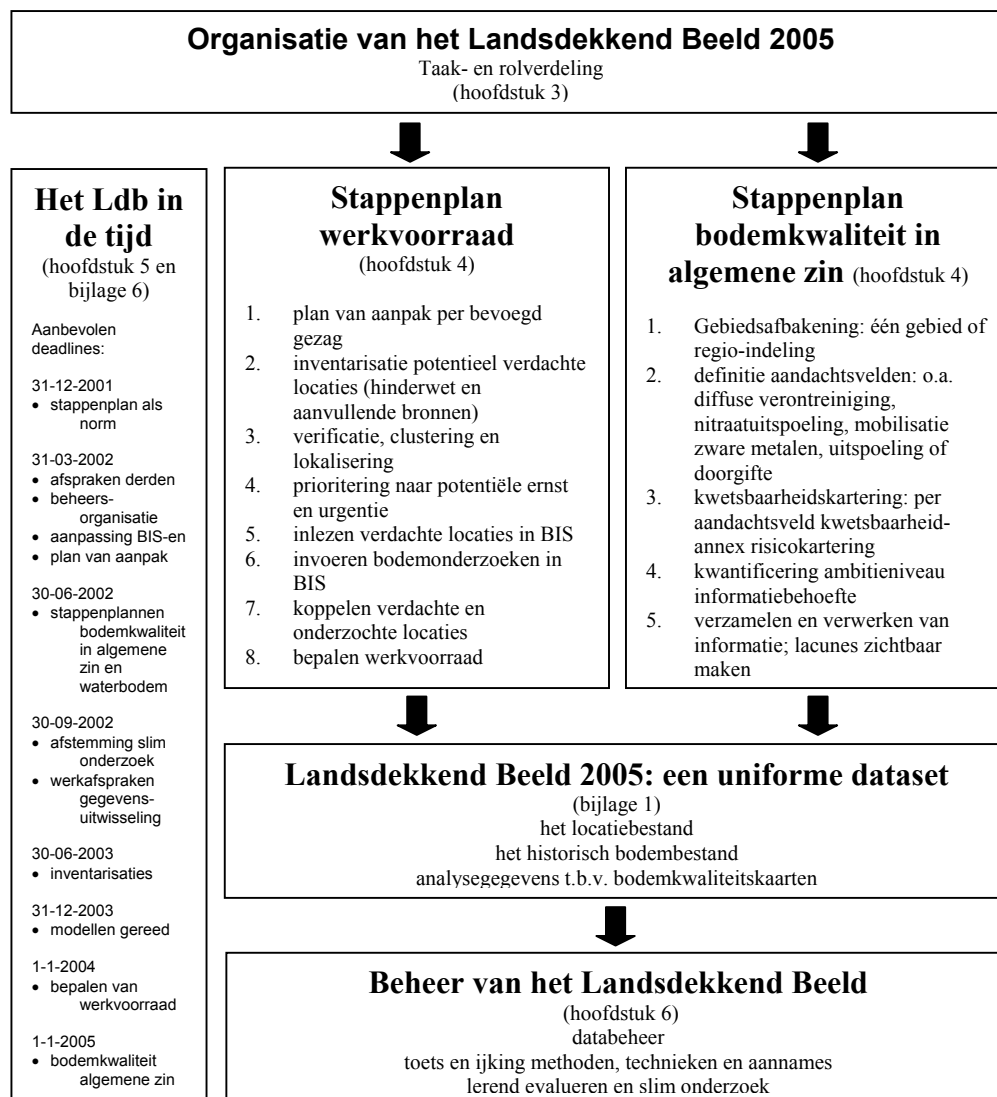 Organisatie van het Landsdekkend Beeld 2005
Taak- en rolverdeling
(hoofdstuk 3)
Het Ldb in
de tijd
(hoofdstuk 5 en
bijlage 6)
Aanbevolen
deadlines:
31-12-2001
• stappenplan als
norm
31-03-2002
• afspraken derden
• beheers-
organisatie
• aanpassing BIS-en
• plan van aanpak
30-06-2002
• stappenplannen
bodemkwaliteit
in algemene
zin en
waterbodem
30-09-2002
• afstemming slim
onderzoek
• werkafspraken
gegevens-
uitwisseling
30-06-2003
• inventarisaties
31-12-2003
• modellen gereed
1-1-2004
• bepalen van
werkvoorraad
1-1-2005
• bodemkwaliteit
algemene zin
Stappenplan
werkvoorraad
(hoofdstuk 4)
1. plan van aanpak per bevoegd
gezag
2. inventarisatie potentieel verdachte
locaties (hinderwet en
aanvullende bronnen)
3. verificatie, clustering en
lokalisering
4. prioritering naar potentiële ernst
en urgentie
5. inlezen verdachte locaties in BIS
6. invoeren bodemonderzoeken in
BIS
7. koppelen verdachte en
onderzochte locaties
8. bepalen werkvoorraad
Stappenplan
bodemkwaliteit in
algemene zin (hoofdstuk 4)
1. Gebiedsafbakening: één gebied of
regio-indeling
2. definitie aandachtsvelden: o.a.
diffuse verontreiniging,
nitraatuitspoeling, mobilisatie
zware metalen, uitspoeling of
doorgifte
3. kwetsbaarheidskartering: per
aandachtsveld kwetsbaarheid-
annex risicokartering
4. kwantificering ambitieniveau
informatiebehoefte
5. verzamelen en verwerken van
informatie; lacunes zichtbaar
maken
Landsdekkend Beeld 2005: een uniforme dataset
(bijlage 1)
het locatiebestand
het historisch bodembestand
analysegegevens t.b.v. bodemkwaliteitskaarten
Beheer van het Landsdekkend Beeld
(hoofdstuk 6)
databeheer
toets en ijking methoden, technieken en aannames
lerend evalueren en slim onderzoek